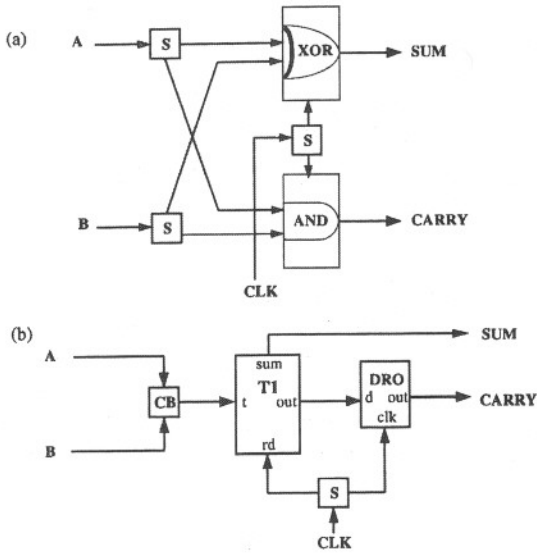 (a)
A
S
XOR
SUM
S
B
S
AND
CARRY
CLK
(b)
A
SUM
sum
T1
DRO
CB
t
out
d out
CARRY
clk
B
rd
S
CLK